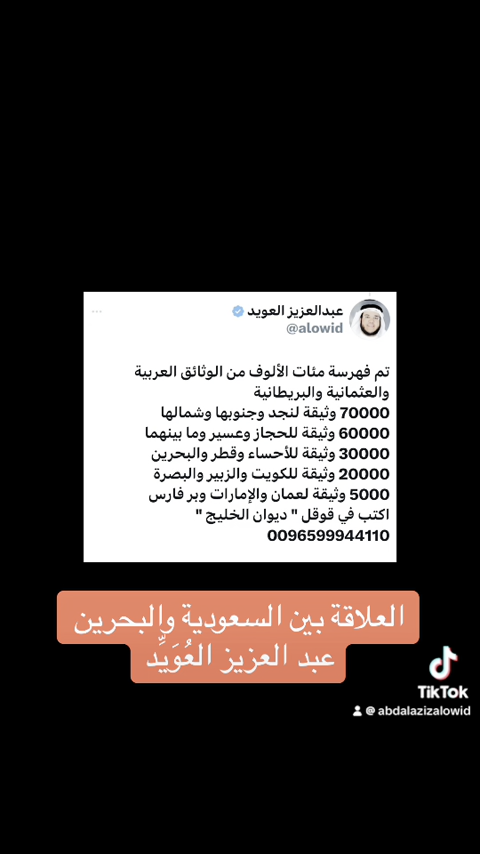 عبدالعزيز العويد
@alowid
تم فهرسة مئات الألوف من الوثائق العربية
والعثمانية والبريطانية
70000 وثيقة لنجد وجنوبها وشمالها
60000 وثيقة للحجاز وعسير وما بينهما
30000 وثيقة للأحساء وقطر والبحرين
20000 وثيقة للكويت والزبير والبصرة
5000 وثيقة لعمان والإمارات وبر فارس
اكتب في قوقل " ديوان الخليج "
0096599944110
العلاقة بين السعودية والبحرين
عبد العزيز العُوَيِّد
TikTok
@ abdalazizalowid